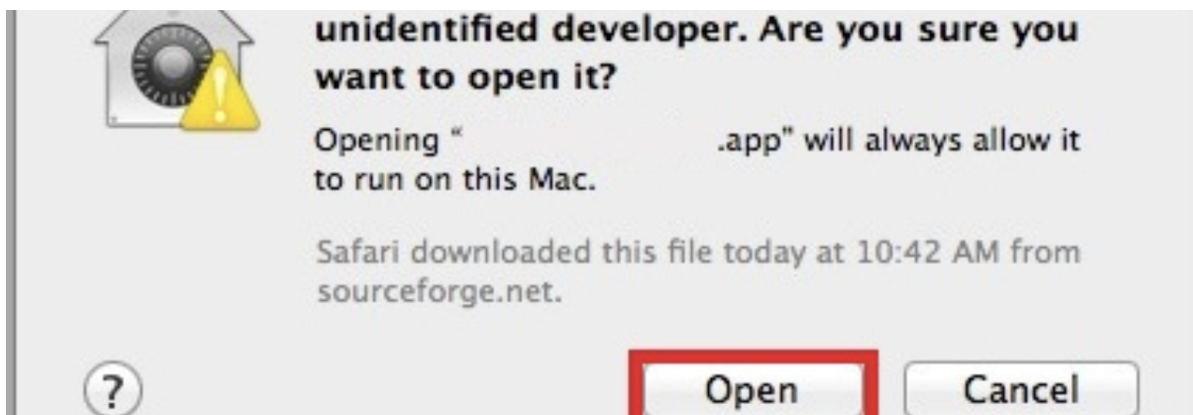 unidentified developer. Are you sure you
want to open it?
Opening “ .app” will always allow it
to run on this Mac.
Safari downloaded this file today at 10:42 AM from
sourceforge.net.
? Open Cancel